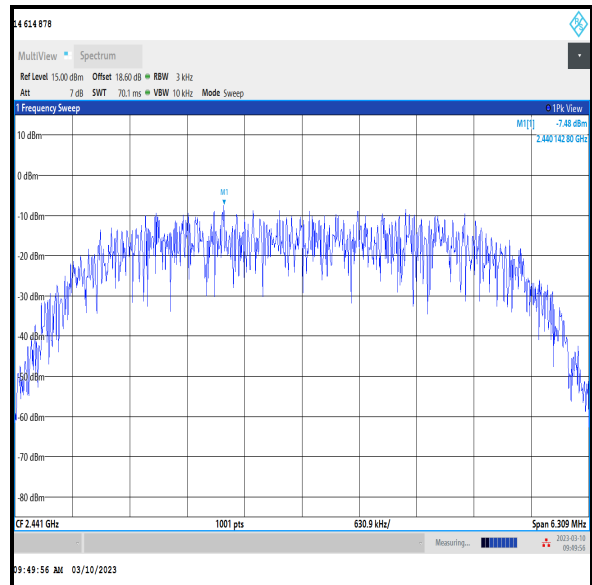 14 614 878
MultiView Spectrum
Ref Level 15.00 dBm Offset 18.60 dB RBW 3 kHz
Att 7 dB SWT 70.1 ms VBW 10 kHz Mode Sweep
1 Frequency Sweep 1Pk View
M1[1] -7.48 dBm
2.440 142 80 GHz
10 dBm
0 dBm
M1
-10 dBm
-20 dBm
-30 dBm
-40 dBm
-50 dBm
-60 dBm
-70 dBm
-80 dBm
CF 2.441 GHz 1001 pts 630.9 kHz/ Span 6.309 MHz
Measuring... 2023-03-10
09:49:56
09:49:56 AM 03/10/2023